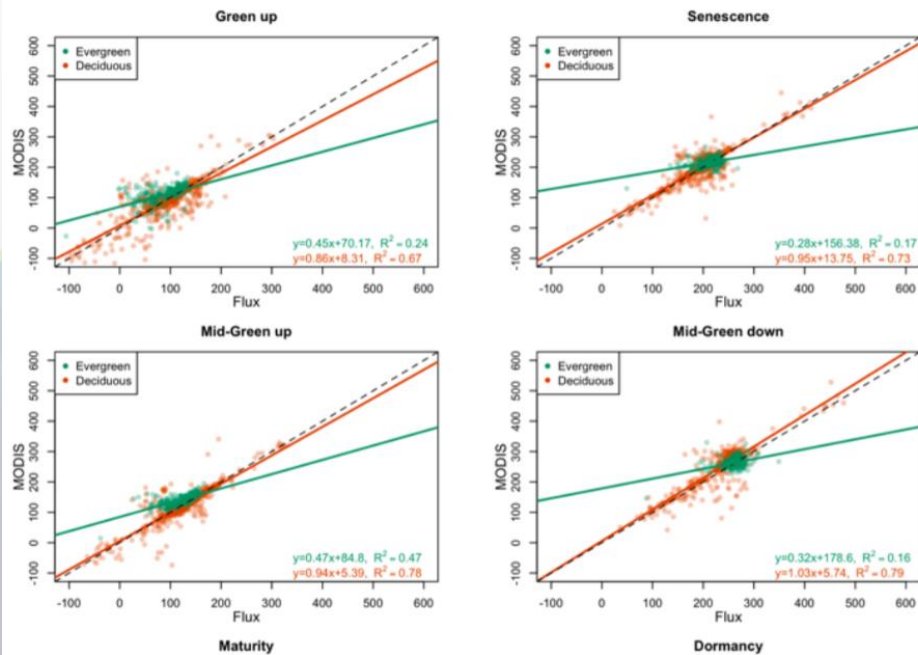 Green up
Evergreen
Deciduous
MODIS
600
500
400
300
200
100
0
-100
y=0.45x+70.17, R² = 0.24
y=0.86x+8.31, R² = 0.67
-100 0 100 200 300 400 500 600
Flux
Senescence
Evergreen
Deciduous
MODIS
600
500
400
300
200
100
0
-100
y=0.28x+156.38, R² = 0.17
y=0.95x+13.75, R² = 0.73
-100 0 100 200 300 400 500 600
Flux
Mid-Green up
Evergreen
Deciduous
MODIS
600
500
400
300
200
100
0
-100
y=0.47x+84.8, R² = 0.47
y=0.94x+5.39, R² = 0.78
-100 0 100 200 300 400 500 600
Flux
Mid-Green down
Evergreen
Deciduous
MODIS
600
500
400
300
200
100
0
-100
y=0.32x+178.6, R² = 0.16
y=1.03x+5.74, R² = 0.79
-100 0 100 200 300 400 500 600
Flux
Maturity
Dormancy